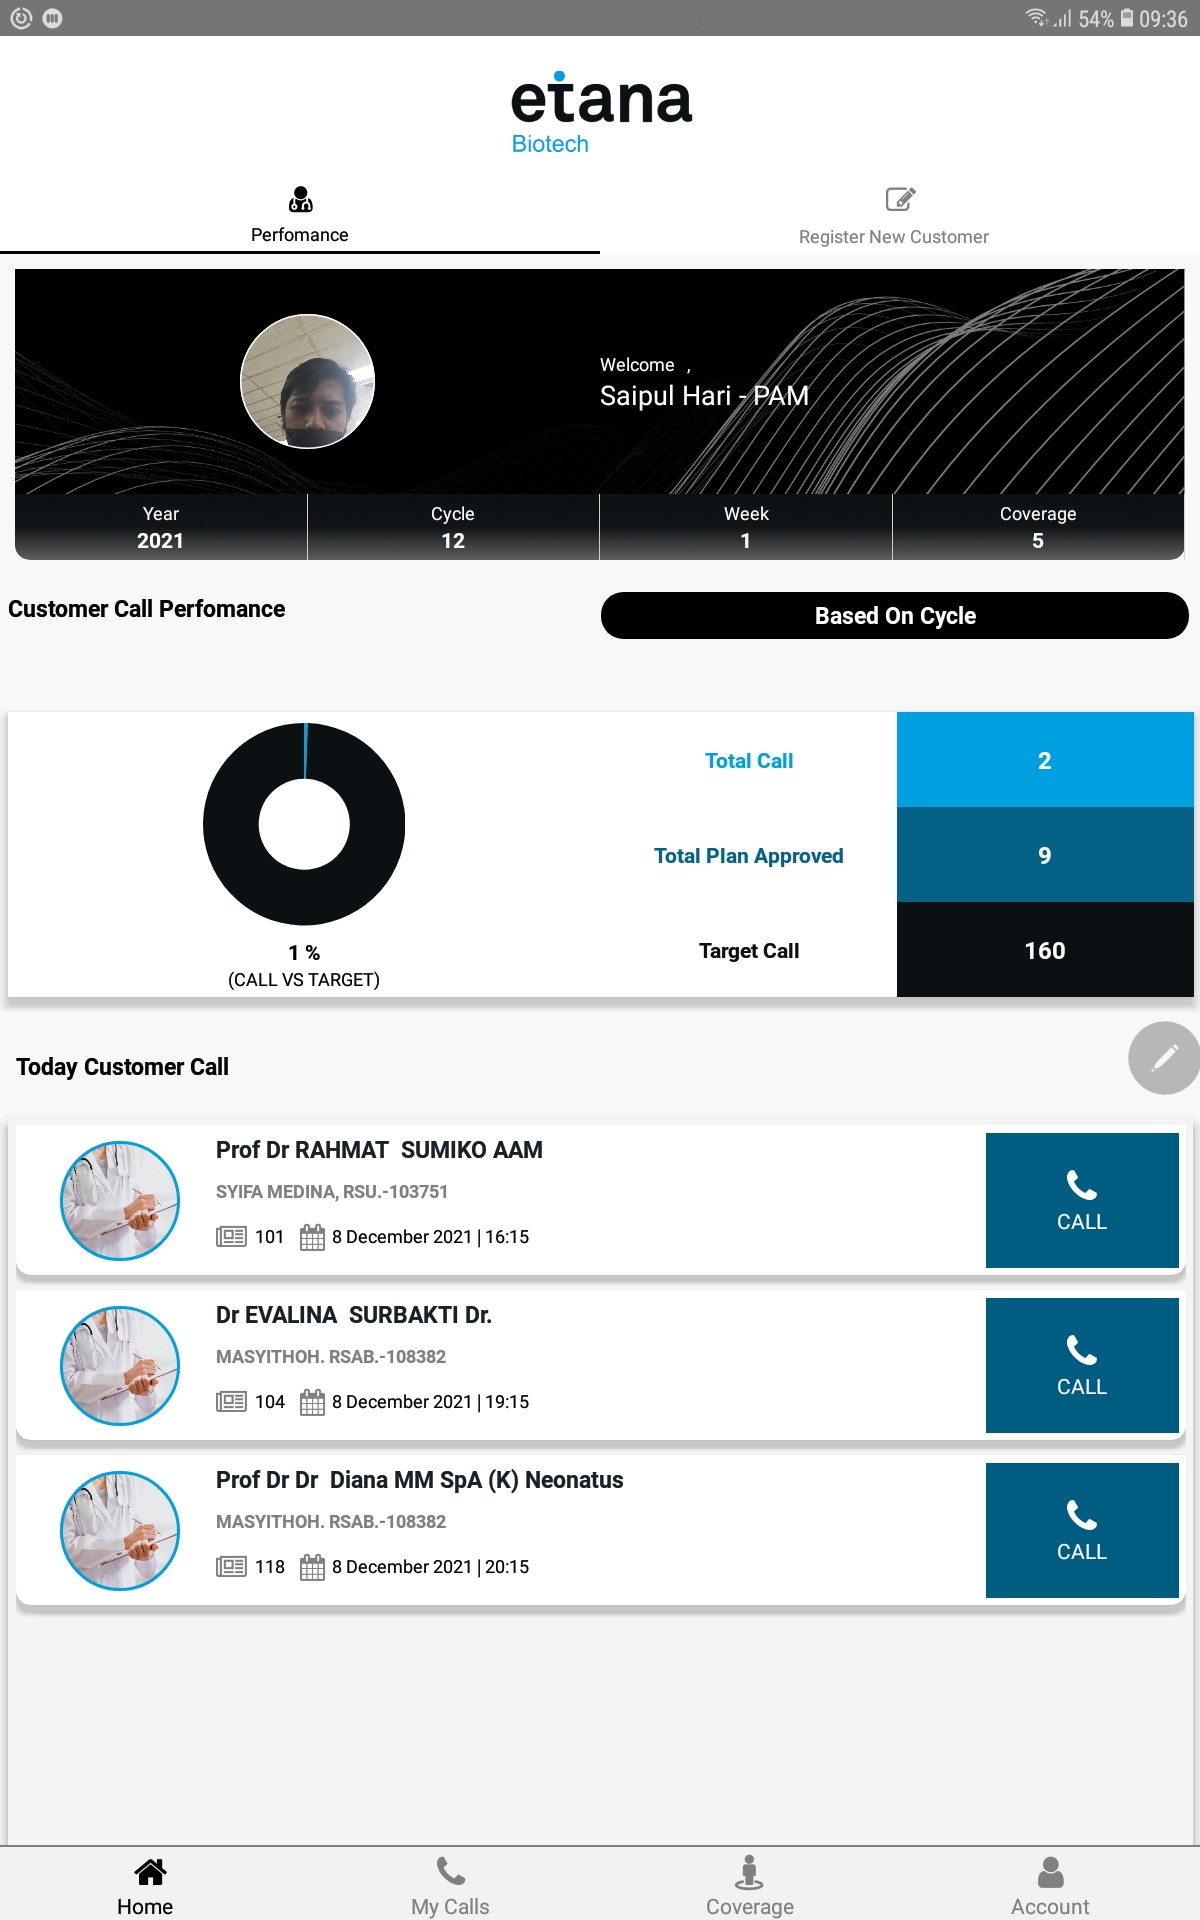 54% 09:36
etana
Biotech
Perfomance
Register New Customer
Welcome ,
Saipul Hari - PAM
Year Cycle Week Coverage
2021 12 1 5
Customer Call Perfomance
Based On Cycle
Total Call 2
Total Plan Approved 9
Target Call 160
1 %
(CALL VS TARGET)
Today Customer Call
Prof Dr RAHMAT  SUMIKO AAM
SYIFA MEDINA, RSU.-103751
101 8 December 2021 | 16:15
CALL
Dr EVALINA  SURBAKTI Dr.
MASYITHOH. RSAB.-108382
104 8 December 2021 | 19:15
CALL
Prof Dr Dr  Diana MM SpA (K) Neonatus
MASYITHOH. RSAB.-108382
118 8 December 2021 | 20:15
CALL
Home My Calls Coverage Account